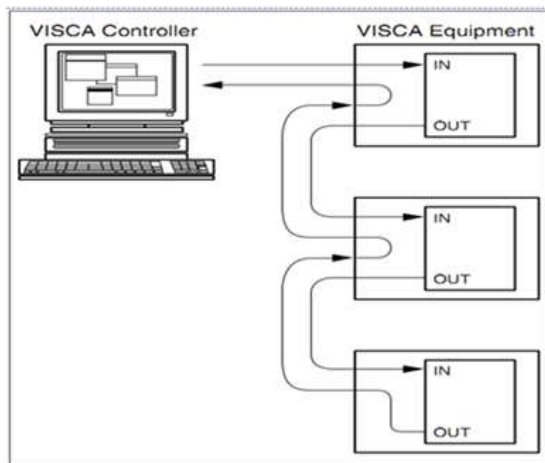 VISCA Controller
VISCA Equipment
IN
OUT
IN
OUT
IN
OUT